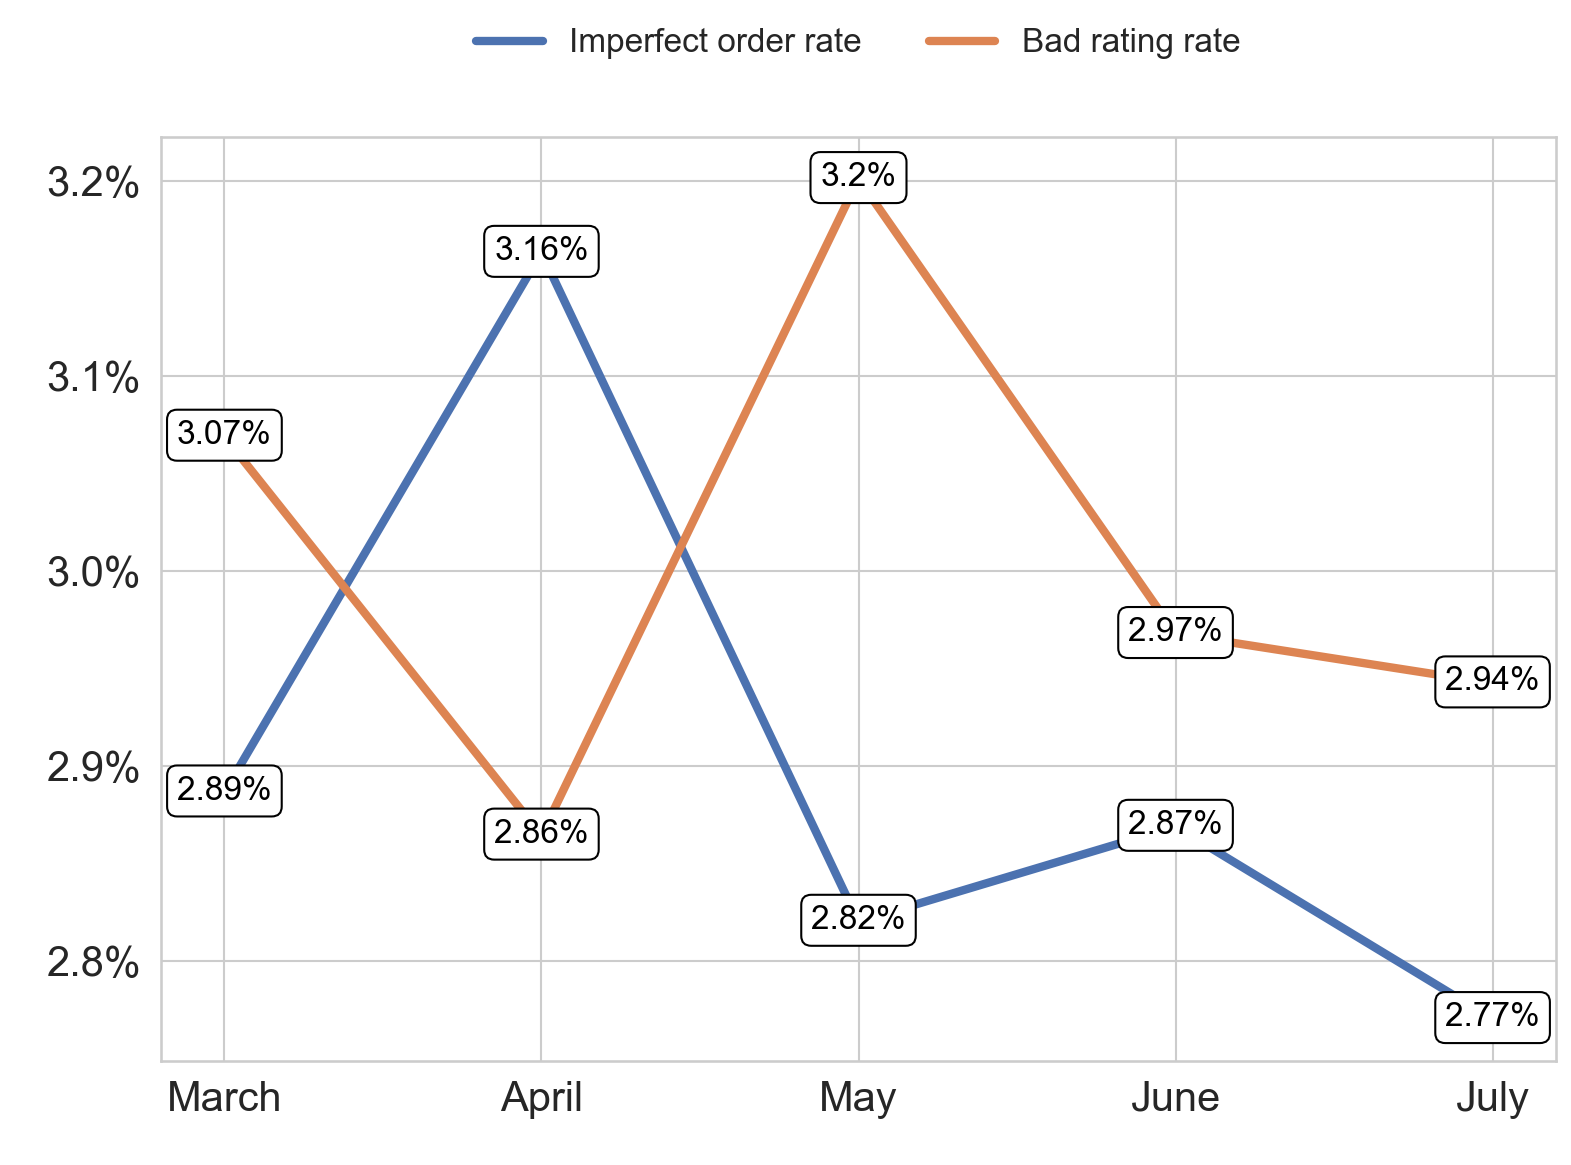 Imperfect order rate
Bad rating rate
3.2%
3.1%
3.0%
2.9%
2.8%
3.07%
2.89%
3.16%
2.86%
3.2%
2.82%
2.97%
2.87%
2.94%
2.77%
March
April
May
June
July